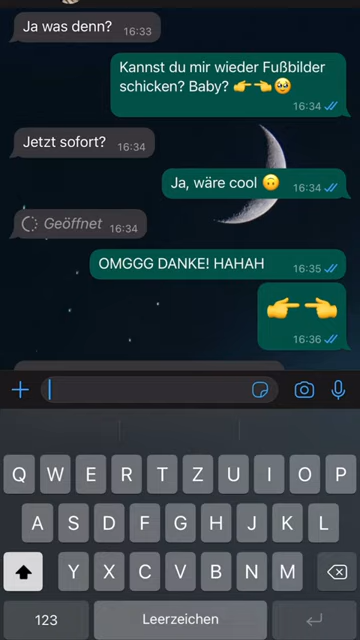 Ja was denn? 16:33
Kannst du mir wieder Fußbilder
schicken? Baby? 👉👈🥹
16:34
Jetzt sofort? 16:34
Ja, wäre cool 🙃 16:34
Geöffnet 16:34
OMGGG DANKE! HAHAH 16:35
👉👈
16:36
Q W E R T Z U I O P
A S D F G H J K L
Y X C V B N M
123 Leerzeichen